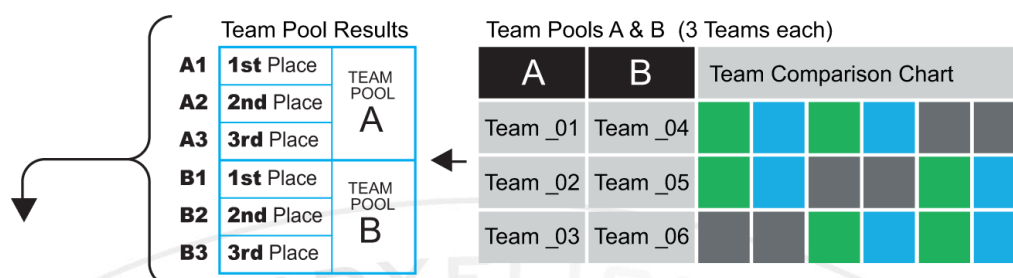 Team Pool Results
A1 1st Place
A2 2nd Place
A3 3rd Place
TEAM
POOL
A
B1 1st Place
B2 2nd Place
B3 3rd Place
TEAM
POOL
B
Team Pools A & B (3 Teams each)
A B Team Comparison Chart
Team _01 Team _04
Team _02 Team _05
Team _03 Team _06